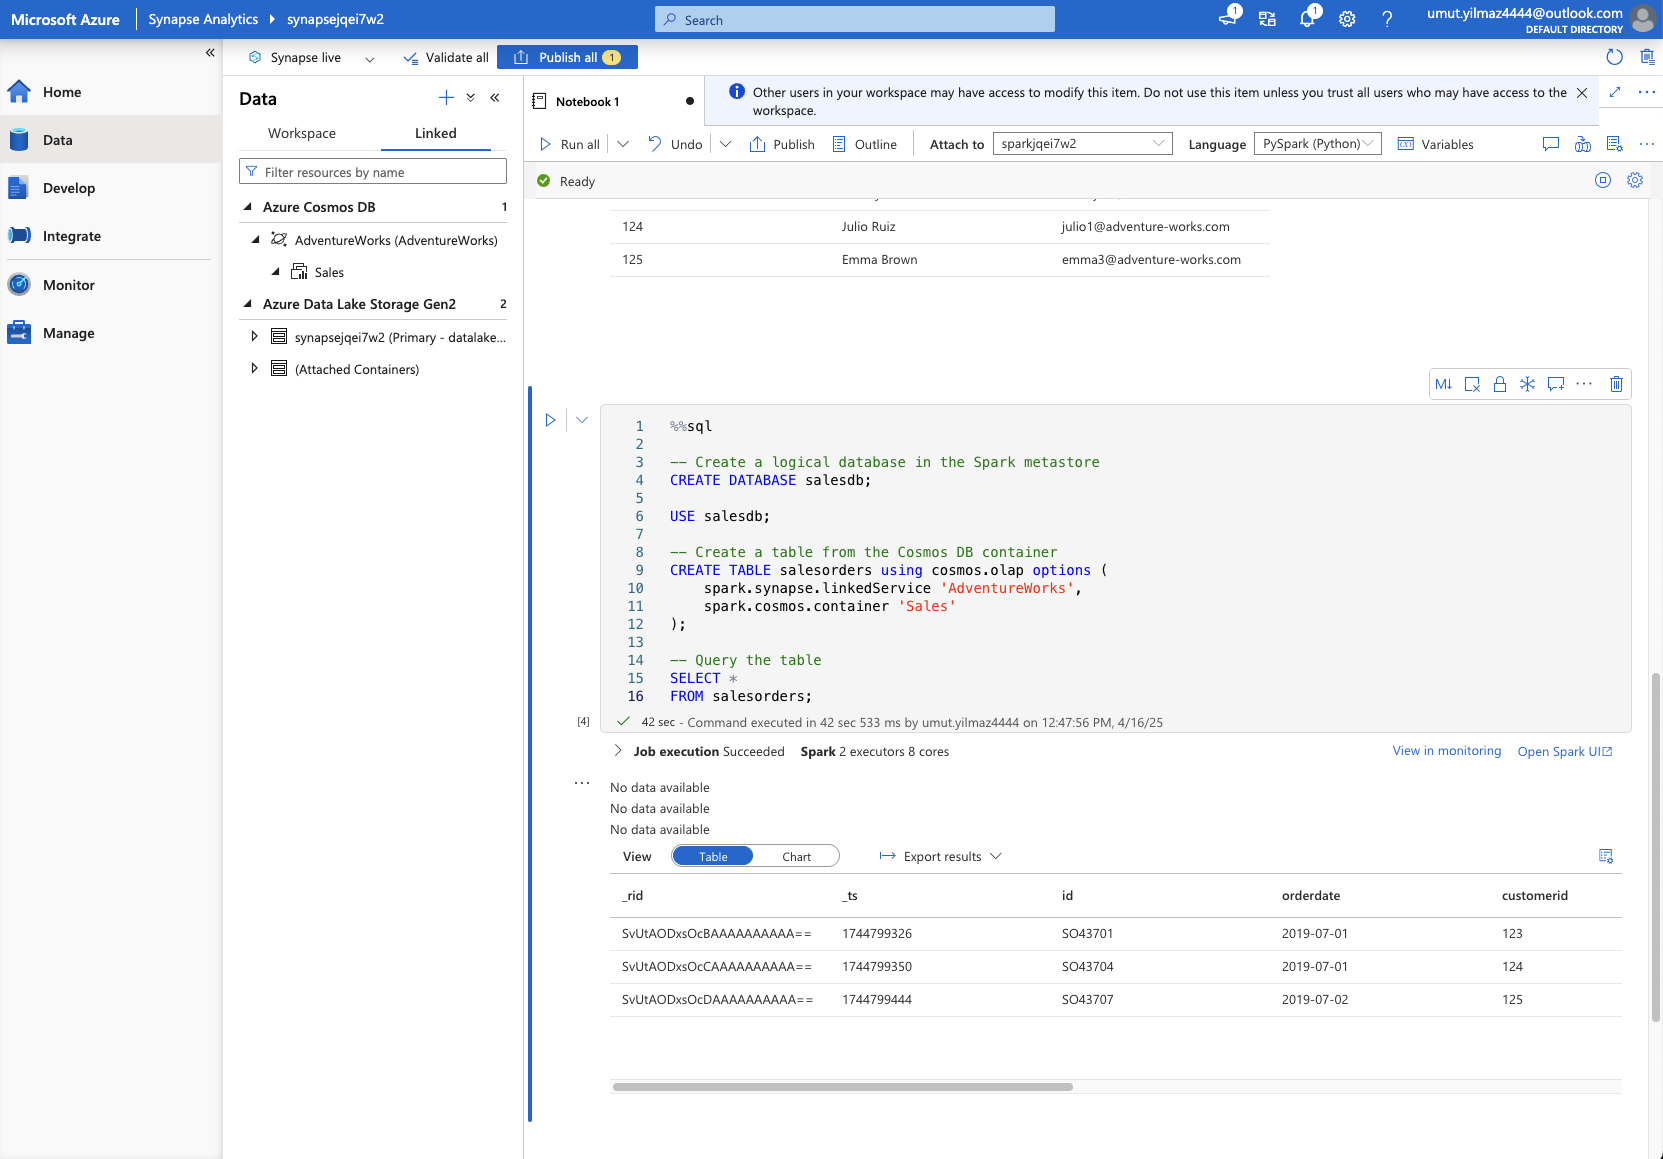 Microsoft Azure
Synapse Analytics
synapsejqei7w2
Search
1
1
umut.yilmaz4444@outlook.com
DEFAULT DIRECTORY
Home
Data
Develop
Integrate
Monitor
Manage
Synapse live
Validate all
Publish all 1
Data
Workspace
Linked
Filter resources by name
Azure Cosmos DB 1
AdventureWorks (AdventureWorks)
Sales
Azure Data Lake Storage Gen2 2
synapsejqei7w2 (Primary - datalake...
(Attached Containers)
Notebook 1
Other users in your workspace may have access to modify this item. Do not use this item unless you trust all users who may have access to the
workspace.
Run all
Undo
Publish
Outline
Attach to
sparkjqei7w2
Language
PySpark (Python)
Variables
Ready
124 Julio Ruiz julio1@adventure-works.com
125 Emma Brown emma3@adventure-works.com
M↓
1 %%sql
2
3 -- Create a logical database in the Spark metastore
4 CREATE DATABASE salesdb;
5
6 USE salesdb;
7
8 -- Create a table from the Cosmos DB container
9 CREATE TABLE salesorders using cosmos.olap options (
10 spark.synapse.linkedService 'AdventureWorks',
11 spark.cosmos.container 'Sales'
12 );
13
14 -- Query the table
15 SELECT *
16 FROM salesorders;
[4] 42 sec - Command executed in 42 sec 533 ms by umut.yilmaz4444 on 12:47:56 PM, 4/16/25
Job execution Succeeded Spark 2 executors 8 cores
View in monitoring
Open Spark UI
No data available
No data available
No data available
View
Table
Chart
Export results
_rid _ts id orderdate customerid
SvUtAODxsOcBAAAAAAAAAA== 1744799326 SO43701 2019-07-01 123
SvUtAODxsOcCAAAAAAAAAA== 1744799350 SO43704 2019-07-01 124
SvUtAODxsOcDAAAAAAAAAA== 1744799444 SO43707 2019-07-02 125